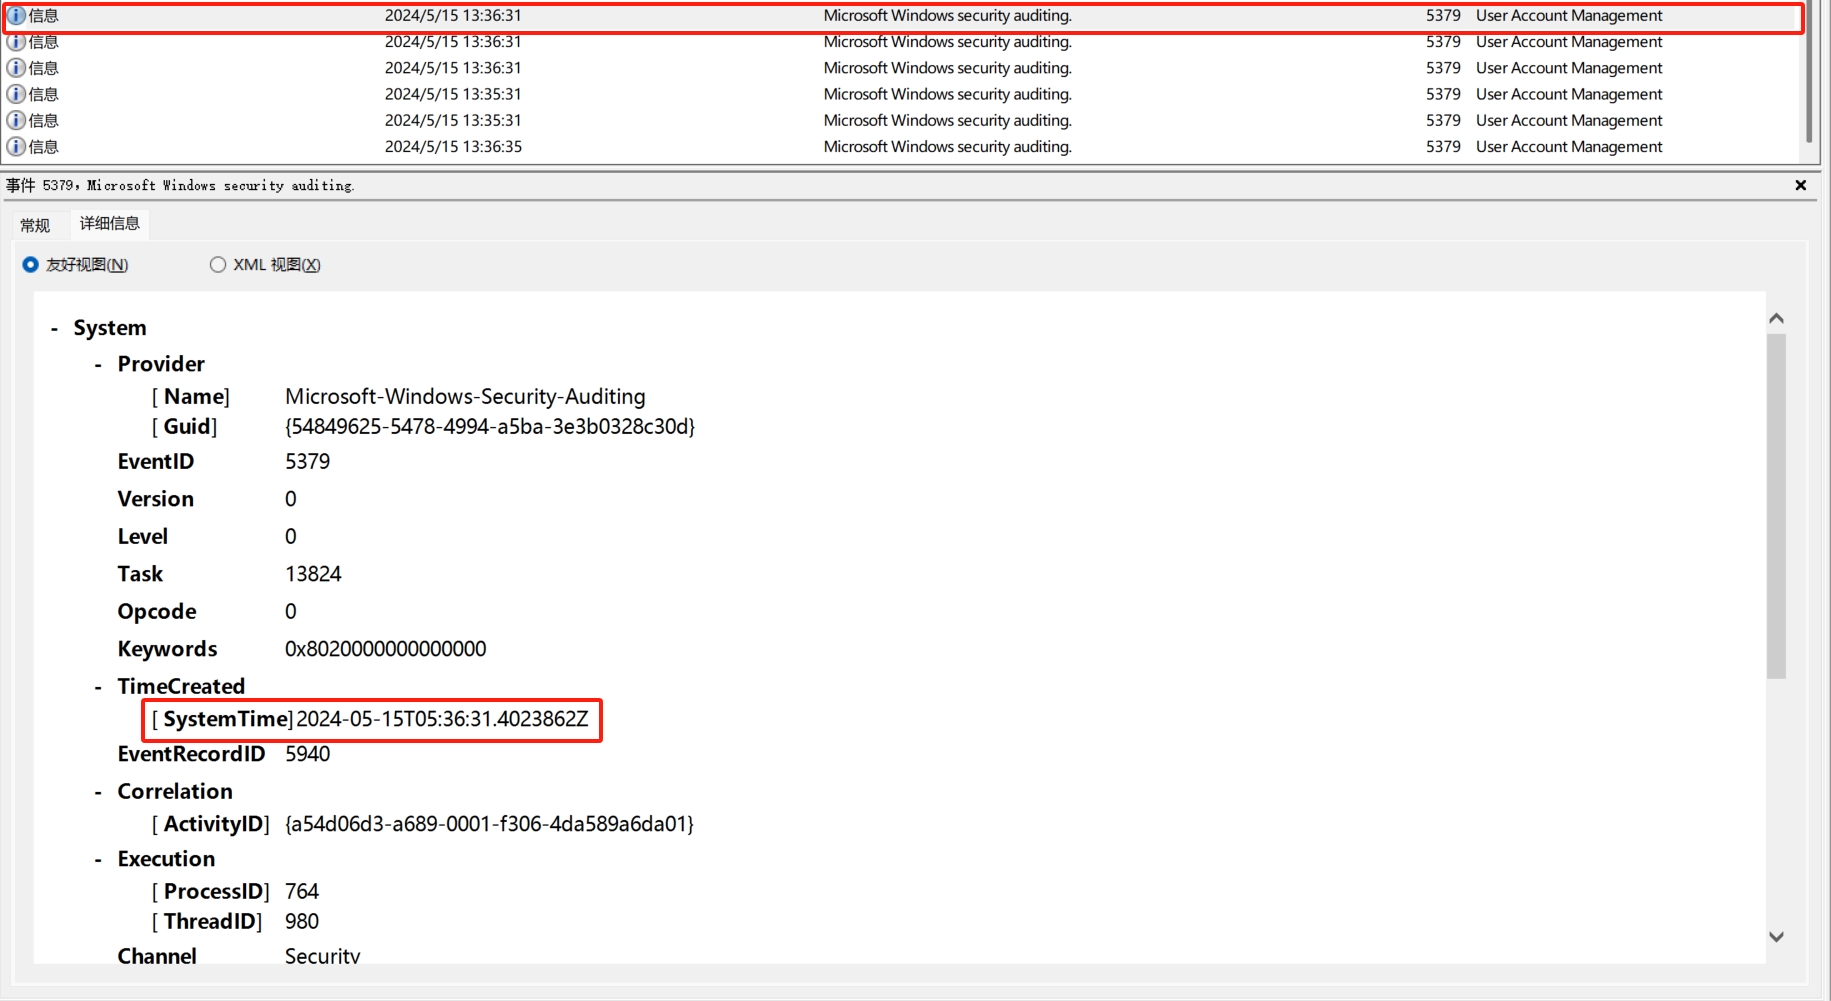 信息 2024/5/15 13:36:31 Microsoft Windows security auditing. 5379 User Account Management
信息 2024/5/15 13:36:31 Microsoft Windows security auditing. 5379 User Account Management
信息 2024/5/15 13:36:31 Microsoft Windows security auditing. 5379 User Account Management
信息 2024/5/15 13:35:31 Microsoft Windows security auditing. 5379 User Account Management
信息 2024/5/15 13:35:31 Microsoft Windows security auditing. 5379 User Account Management
信息 2024/5/15 13:36:35 Microsoft Windows security auditing. 5379 User Account Management
事件 5379，Microsoft Windows security auditing.
常规 详细信息
友好视图(N) XML 视图(X)
- System
- Provider
[ Name] Microsoft-Windows-Security-Auditing
[ Guid] {54849625-5478-4994-a5ba-3e3b0328c30d}
EventID 5379
Version 0
Level 0
Task 13824
Opcode 0
Keywords 0x8020000000000000
- TimeCreated
[ SystemTime] 2024-05-15T05:36:31.4023862Z
EventRecordID 5940
- Correlation
[ ActivityID] {a54d06d3-a689-0001-f306-4da589a6da01}
- Execution
[ ProcessID] 764
[ ThreadID] 980
Channel Security